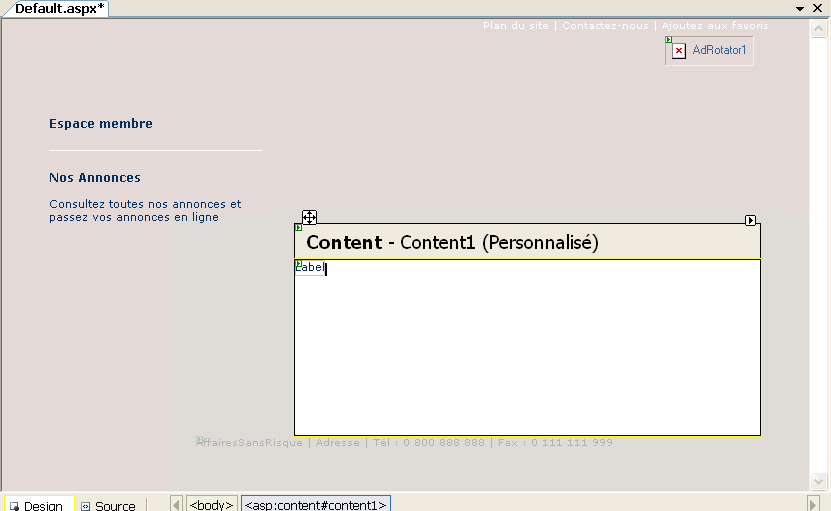 Default.aspx*
Plan du site | Contactez-nous | Ajoutez aux favoris
AdRotator1
Espace membre
Nos Annonces
Consultez toutes nos annonces et
passez vos annonces en ligne
Content - Content1 (Personnalisé)
Label
AffairesSansRisque | Adresse | Tél : 0 800 888 888 | Fax : 0 111 111 999
Design Source <body> <asp:content#content1>